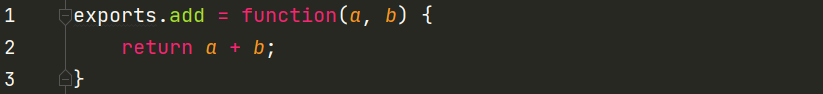 1 exports.add = function(a, b) {
2     return a + b;
3 }